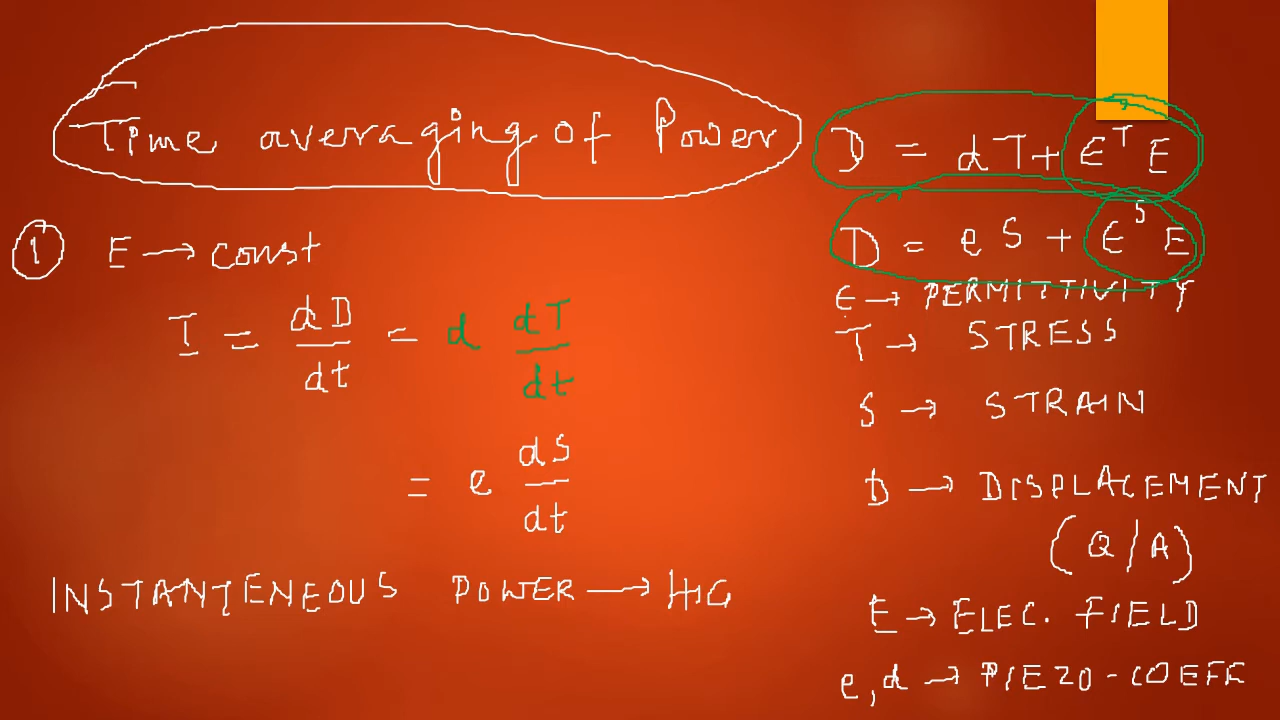 Time averaging of Power
① E → const
I = dD/dt = d dT/dt
= e dS/dt
INSTANTENEOUS POWER → HIG
D = dT + ϵ^T E
D = e S + ϵ^S E
ϵ → PERMITTIVITY
T → STRESS
S → STRAIN
D → DISPLACEMENT
(Q/A)
E → ELEC. FIELD
e, d → PIEZO-COEFF